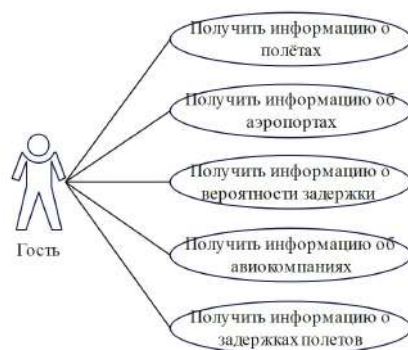 Получить информацию о
полётах
Получить информацию об
аэропортах
Получить информацию о
вероятности задержки
Гость
Получить информацию об
авиокомпаниях
Получить информацию о
задержках полетов